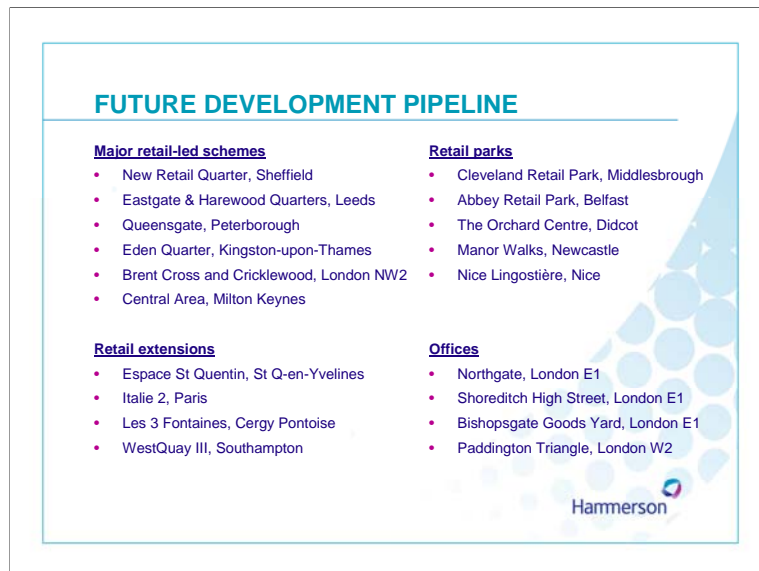 FUTURE DEVELOPMENT PIPELINE
Major retail-led schemes
• New Retail Quarter, Sheffield
• Eastgate & Harewood Quarters, Leeds
• Queensgate, Peterborough
• Eden Quarter, Kingston-upon-Thames
• Brent Cross and Cricklewood, London NW2
• Central Area, Milton Keynes
Retail parks
• Cleveland Retail Park, Middlesbrough
• Abbey Retail Park, Belfast
• The Orchard Centre, Didcot
• Manor Walks, Newcastle
• Nice Lingostière, Nice
Retail extensions
• Espace St Quentin, St Q-en-Yvelines
• Italie 2, Paris
• Les 3 Fontaines, Cergy Pontoise
• WestQuay III, Southampton
Offices
• Northgate, London E1
• Shoreditch High Street, London E1
• Bishopsgate Goods Yard, London E1
• Paddington Triangle, London W2
Hammerson